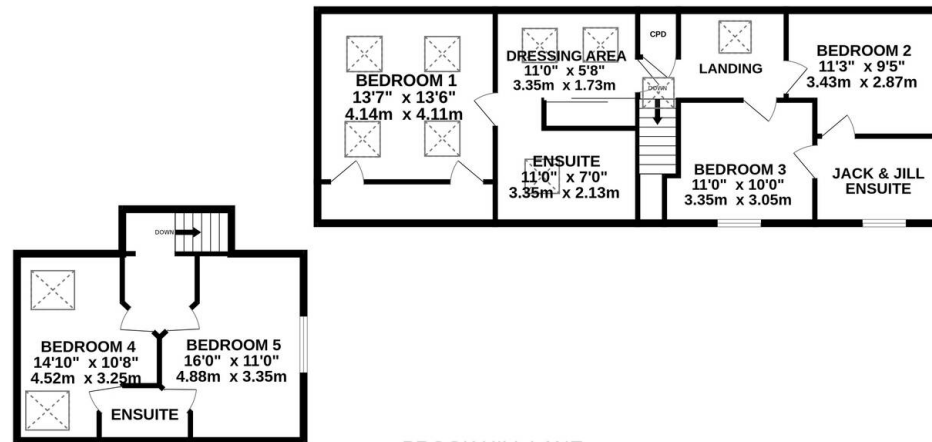 BEDROOM 1
13'7" x 13'6"
4.14m x 4.11m
DRESSING AREA
11'0" x 5'8"
3.35m x 1.73m
CPD
DOWN
LANDING
BEDROOM 2
11'3" x 9'5"
3.43m x 2.87m
ENSUITE
11'0" x 7'0"
3.35m x 2.13m
BEDROOM 3
11'0" x 10'0"
3.35m x 3.05m
JACK & JILL
ENSUITE
DOWN
BEDROOM 4
14'10" x 10'8"
4.52m x 3.25m
BEDROOM 5
16'0" x 11'0"
4.88m x 3.35m
ENSUITE